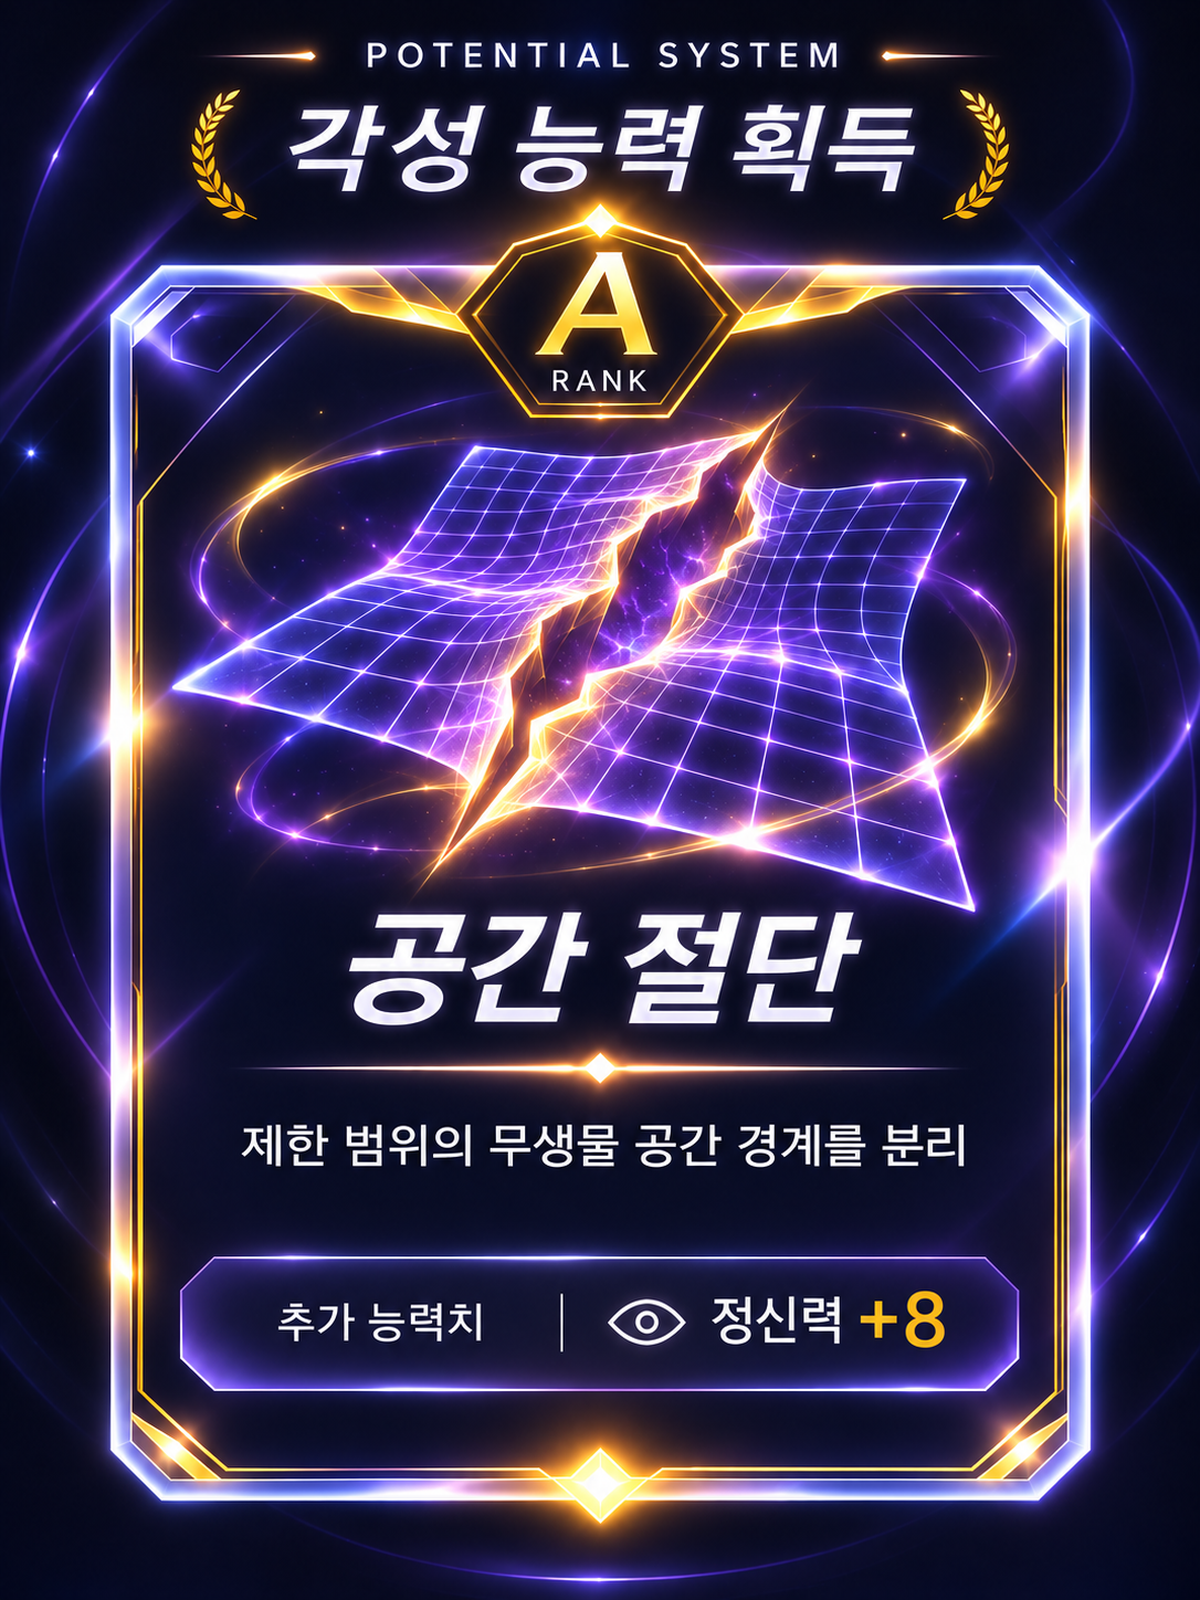 POTENTIAL SYSTEM
각성 능력 획득
A
RANK
공간 절단
제한 범위의 무생물 공간 경계를 분리
추가 능력치 정신력 +8